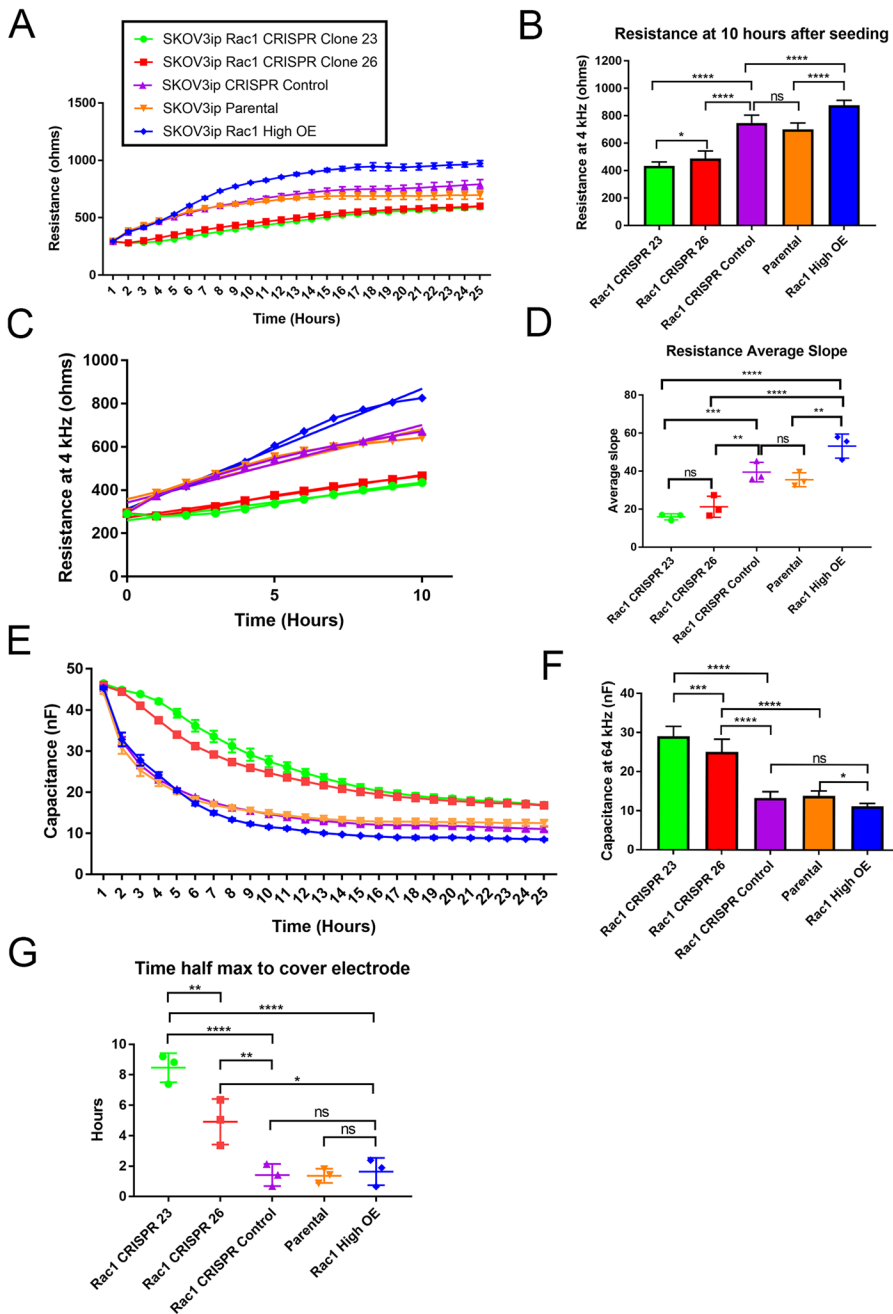 A
SKOV3ip Rac1 CRISPR Clone 23
SKOV3ip Rac1 CRISPR Clone 26
SKOV3ip CRISPR Control
SKOV3ip Parental
SKOV3ip Rac1 High OE
Resistance (ohms)
1500
1000
500
0
1 2 3 4 5 6 7 8 9 10 11 12 13 14 15 16 17 18 19 20 21 22 23 24 25
Time (Hours)
B
Resistance at 10 hours after seeding
Resistance at 4 kHz (ohms)
1200
1000
800
600
400
200
0
**** ****
**** ns ****
*
Rac1 CRISPR 23
Rac1 CRISPR 26
Rac1 CRISPR Control
Parental
Rac1 High OE
C
Resistance at 4 kHz (ohms)
1000
800
600
400
200
0
0 5 10
Time (Hours)
D
Resistance Average Slope
Average slope
80
60
40
20
0
****
****
*** **
ns ** ns
Rac1 CRISPR 23
Rac1 CRISPR 26
Rac1 CRISPR Control
Parental
Rac1 High OE
E
Capacitance (nF)
50
40
30
20
10
0
1 2 3 4 5 6 7 8 9 10 11 12 13 14 15 16 17 18 19 20 21 22 23 24 25
Time (Hours)
F
Capacitance at 64 kHz (nF)
40
30
20
10
0
****
***
****
****
ns
*
Rac1 CRISPR 23
Rac1 CRISPR 26
Rac1 CRISPR Control
Parental
Rac1 High OE
G
Time half max to cover electrode
Hours
10
8
6
4
2
0
**
****
****
**
*
ns
ns
Rac1 CRISPR 23
Rac1 CRISPR 26
Rac1 CRISPR Control
Parental
Rac1 High OE